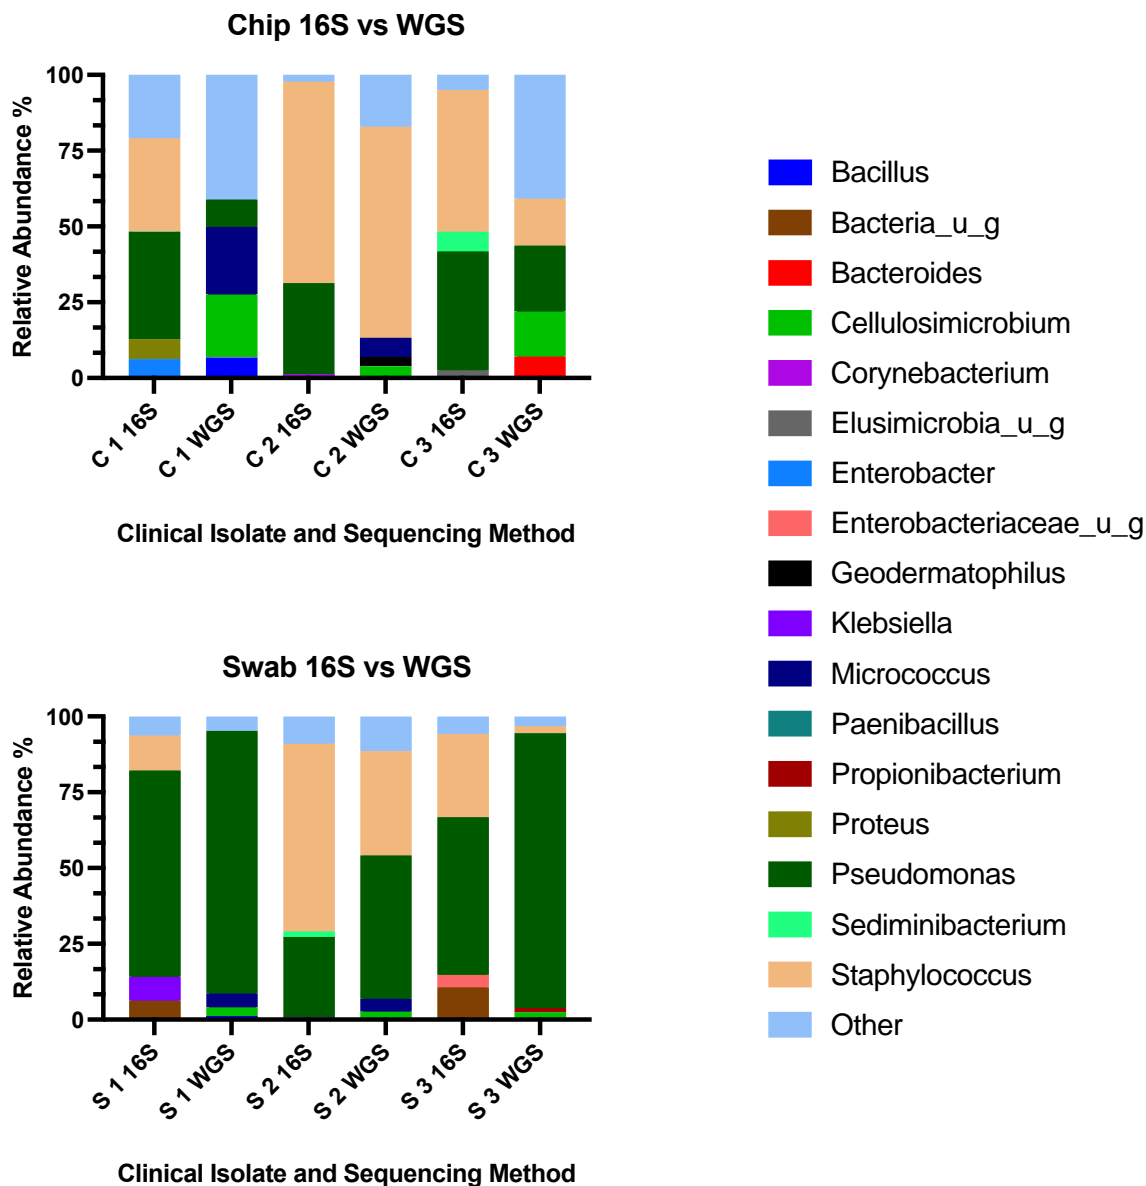 Chip 16S vs WGS
Relative Abundance %
100
75
50
25
0
C 1 16S
C 1 WGS
C 2 16S
C 2 WGS
C 3 16S
C 3 WGS
Clinical Isolate and Sequencing Method
Swab 16S vs WGS
Relative Abundance %
100
75
50
25
0
S 1 16S
S 1 WGS
S 2 16S
S 2 WGS
S 3 16S
S 3 WGS
Clinical Isolate and Sequencing Method
Bacillus
Bacteria_u_g
Bacteroides
Cellulosimicrobium
Corynebacterium
Elusimicrobia_u_g
Enterobacter
Enterobacteriaceae_u_g
Geodermatophilus
Klebsiella
Micrococcus
Paenibacillus
Propionibacterium
Proteus
Pseudomonas
Sediminibacterium
Staphylococcus
Other